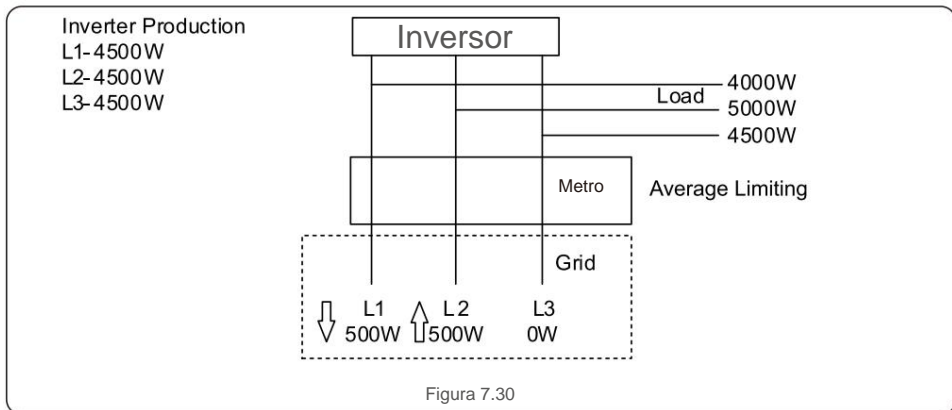 Inverter Production
L1-4500W
L2-4500W
L3-4500W
Inversor
Load
4000W
5000W
4500W
Metro
Average Limiting
Grid
L1 L2 L3
500W 500W 0W
Figura 7.30